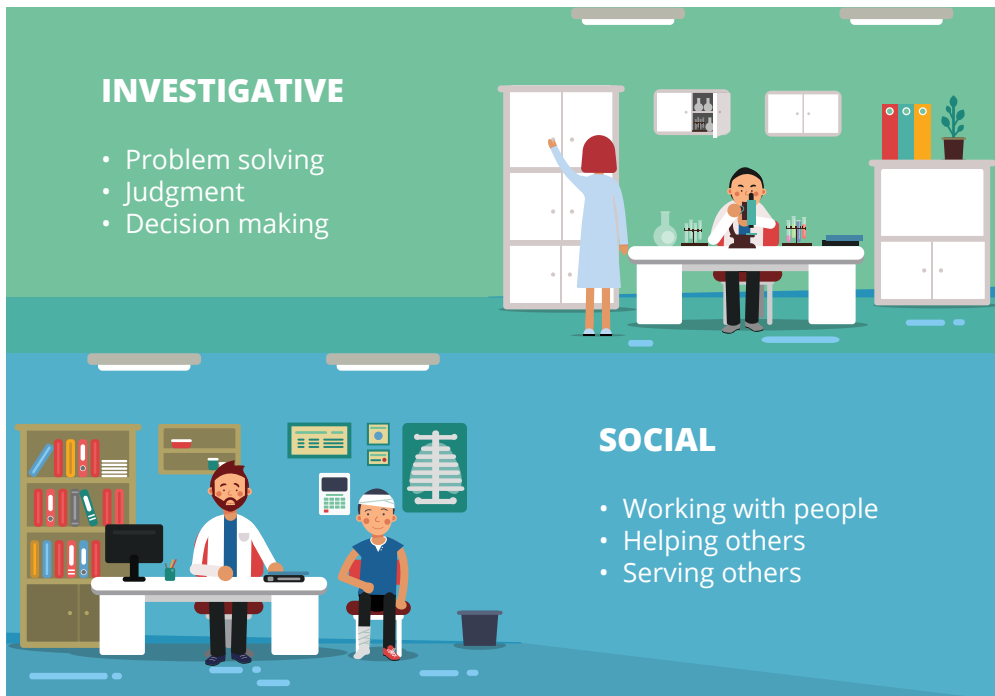 INVESTIGATIVE
• Problem solving
• Judgment
• Decision making
SOCIAL
• Working with people
• Helping others
• Serving others